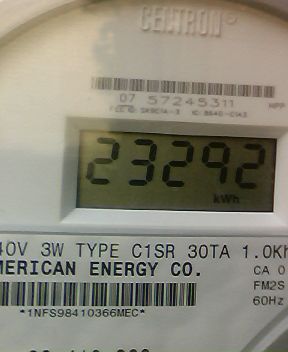 CELLTRON
07 57245311
23292
kWh
40V 3W TYPE C1SR 30TA 1.0Kh
MERICAN ENERGY CO.
CA 0
FM2S
60Hz
*1NFS98410366MEC*